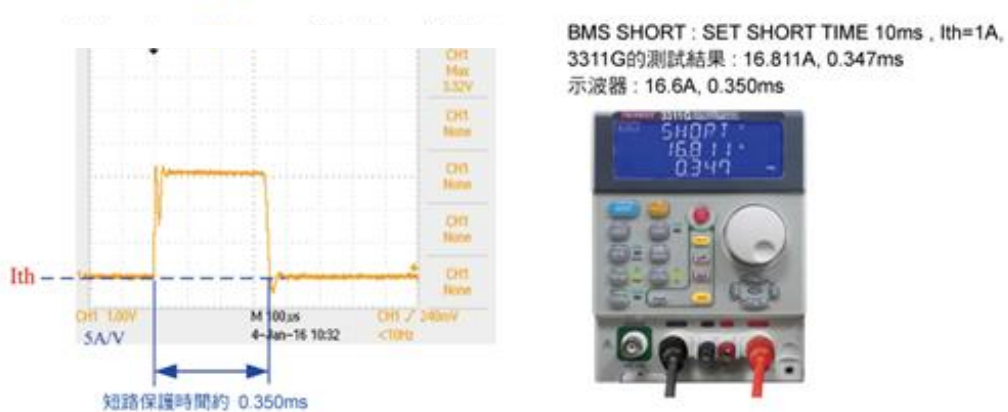 BMS SHORT : SET SHORT TIME 10ms , Ith=1A,
3311G的測試結果 : 16.811A, 0.347ms
示波器 : 16.6A, 0.350ms
CH1
Max
3.32V
CH1
None
CH1
None
CH1
None
CH1
None
Ith
CH1 1.00V
M 100µs
CH1 / 240mV
5A/V
4-Jan-16 10:32
<10Hz
短路保護時間約 0.350ms
3311G
SHORT
16.811
0.347